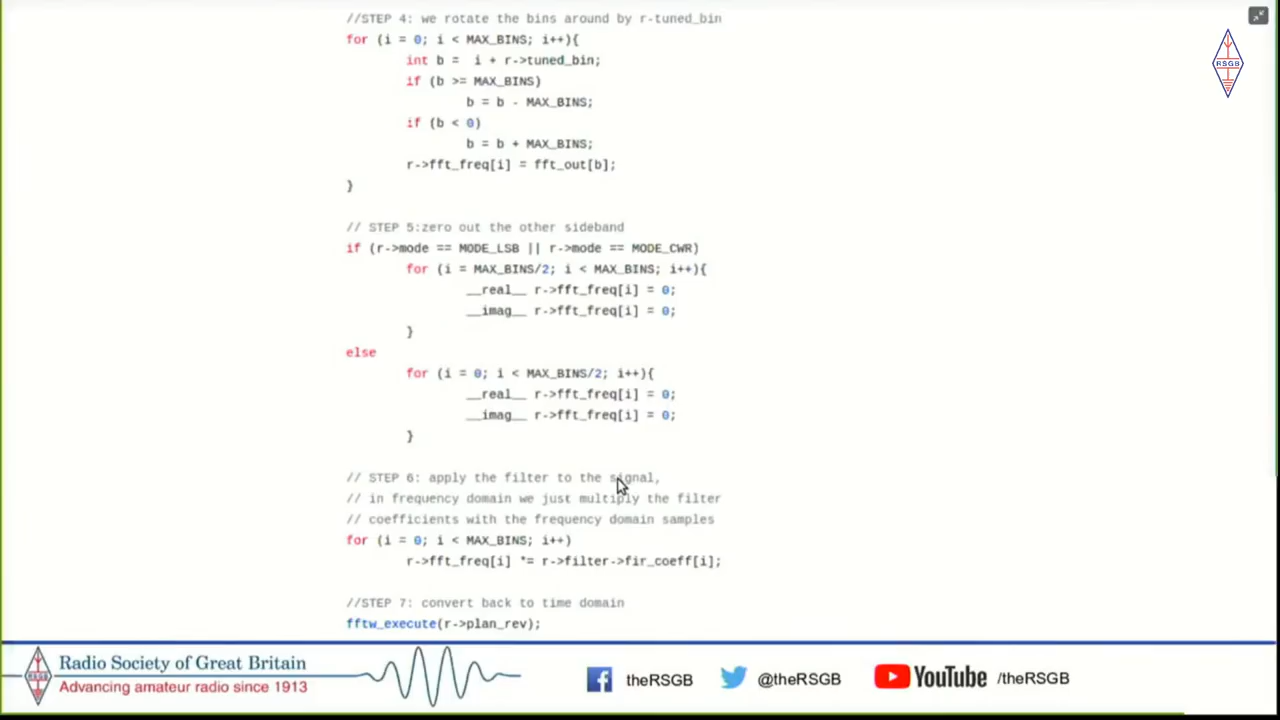 //STEP 4: we rotate the bins around by r-tuned_bin
for (i = 0; i < MAX_BINS; i++){
int b =  i + r->tuned_bin;
if (b >= MAX_BINS)
b = b - MAX_BINS;
if (b < 0)
b = b + MAX_BINS;
r->fft_freq[i] = fft_out[b];
}
// STEP 5:zero out the other sideband
if (r->mode == MODE_LSB || r->mode == MODE_CWR)
for (i = MAX_BINS/2; i < MAX_BINS; i++){
__real__ r->fft_freq[i] = 0;
__imag__ r->fft_freq[i] = 0;
}
else
for (i = 0; i < MAX_BINS/2; i++){
__real__ r->fft_freq[i] = 0;
__imag__ r->fft_freq[i] = 0;
}
// STEP 6: apply the filter to the signal,
// in frequency domain we just multiply the filter
// coefficients with the frequency domain samples
for (i = 0; i < MAX_BINS; i++)
r->fft_freq[i] *= r->filter->fir_coeff[i];
//STEP 7: convert back to time domain
fftw_execute(r->plan_rev);
RSGB
RSGB
Radio Society of Great Britain
Advancing amateur radio since 1913
theRSGB
@theRSGB
YouTube /theRSGB